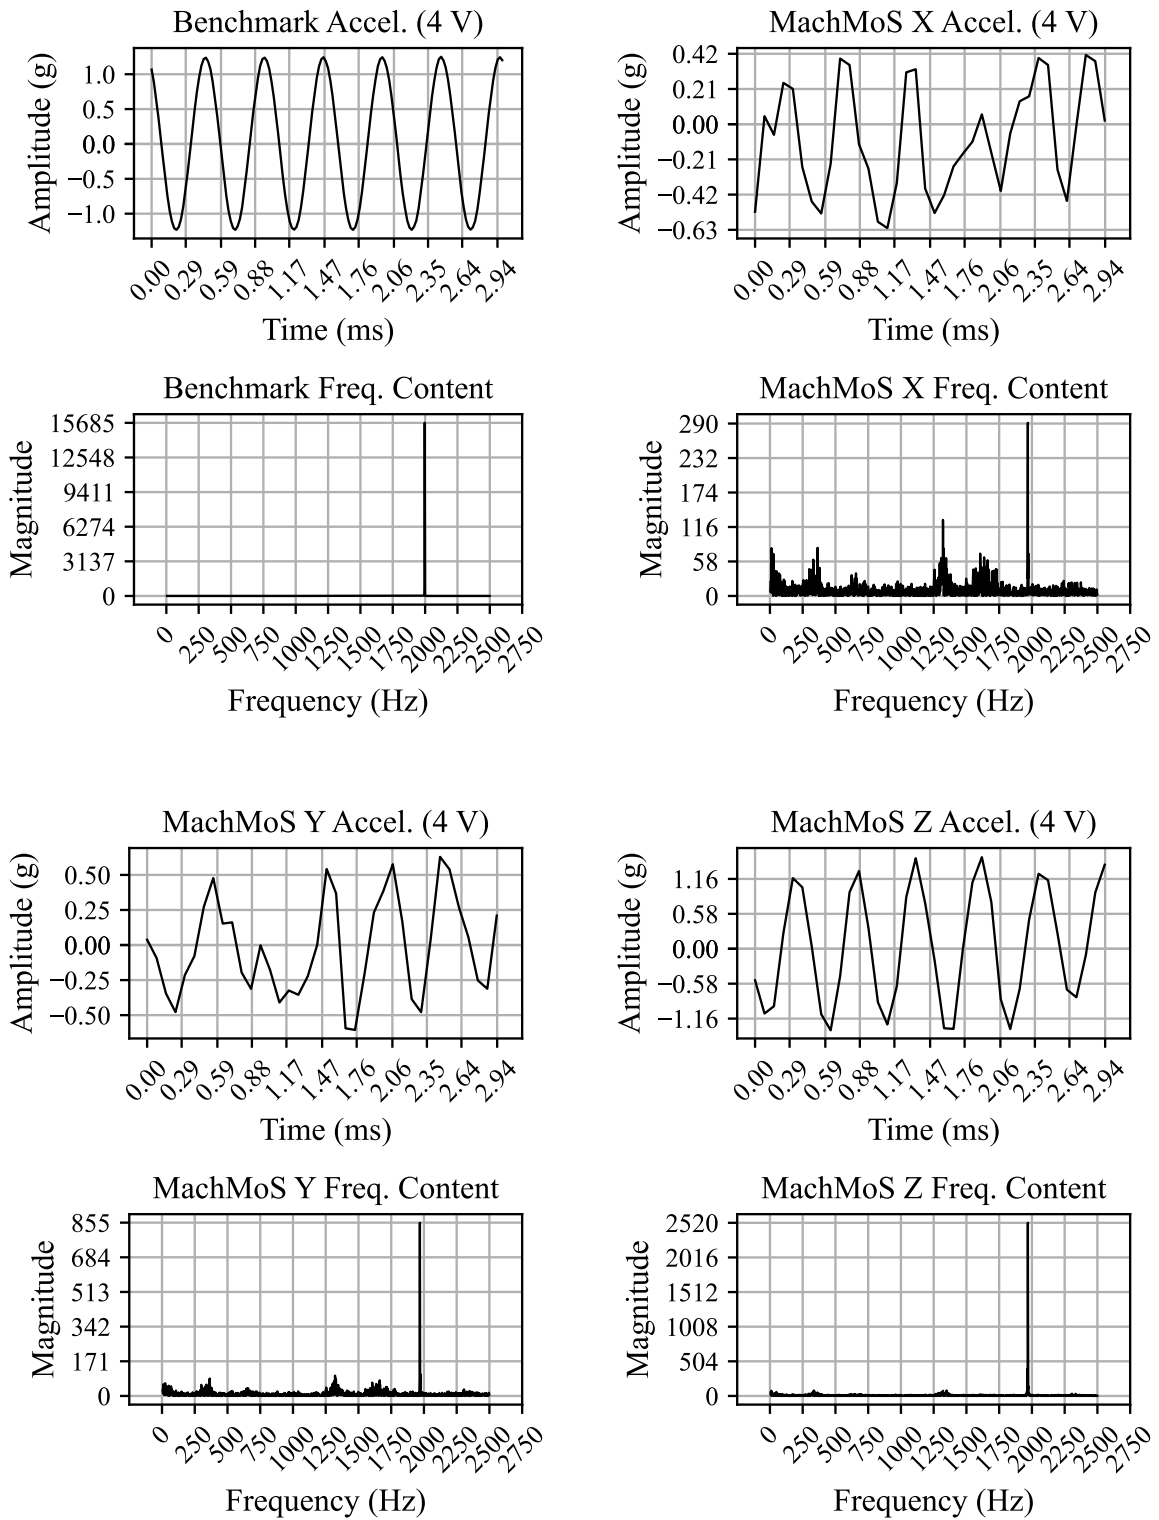 Benchmark Accel. (4 V)
Amplitude (g)
1.0
0.5
0.0
−0.5
−1.0
0.00 0.29 0.59 0.88 1.17 1.47 1.76 2.06 2.35 2.64 2.94
Time (ms)
MachMoS X Accel. (4 V)
Amplitude (g)
0.42
0.21
0.00
−0.21
−0.42
−0.63
0.00 0.29 0.59 0.88 1.17 1.47 1.76 2.06 2.35 2.64 2.94
Time (ms)
Benchmark Freq. Content
Magnitude
15685
12548
9411
6274
3137
0
0 250 500 750 1000 1250 1500 1750 2000 2250 2500 2750
Frequency (Hz)
MachMoS X Freq. Content
Magnitude
290
232
174
116
58
0
0 250 500 750 1000 1250 1500 1750 2000 2250 2500 2750
Frequency (Hz)
MachMoS Y Accel. (4 V)
Amplitude (g)
0.50
0.25
0.00
−0.25
−0.50
0.00 0.29 0.59 0.88 1.17 1.47 1.76 2.06 2.35 2.64 2.94
Time (ms)
MachMoS Z Accel. (4 V)
Amplitude (g)
1.16
0.58
0.00
−0.58
−1.16
0.00 0.29 0.59 0.88 1.17 1.47 1.76 2.06 2.35 2.64 2.94
Time (ms)
MachMoS Y Freq. Content
Magnitude
855
684
513
342
171
0
0 250 500 750 1000 1250 1500 1750 2000 2250 2500 2750
Frequency (Hz)
MachMoS Z Freq. Content
Magnitude
2520
2016
1512
1008
504
0
0 250 500 750 1000 1250 1500 1750 2000 2250 2500 2750
Frequency (Hz)